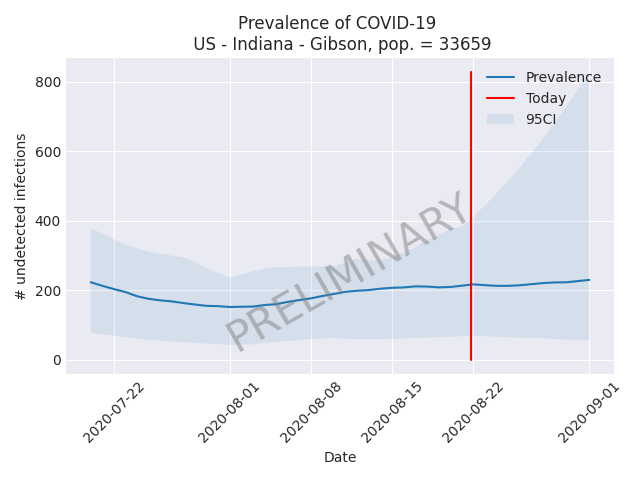 Prevalence of COVID-19
US - Indiana - Gibson, pop. = 33659
800
600
400
200
0
# undetected infections
Prevalence
Today
95CI
PRELIMINARY
2020-07-22
2020-08-01
2020-08-08
2020-08-15
2020-08-22
2020-09-01
Date